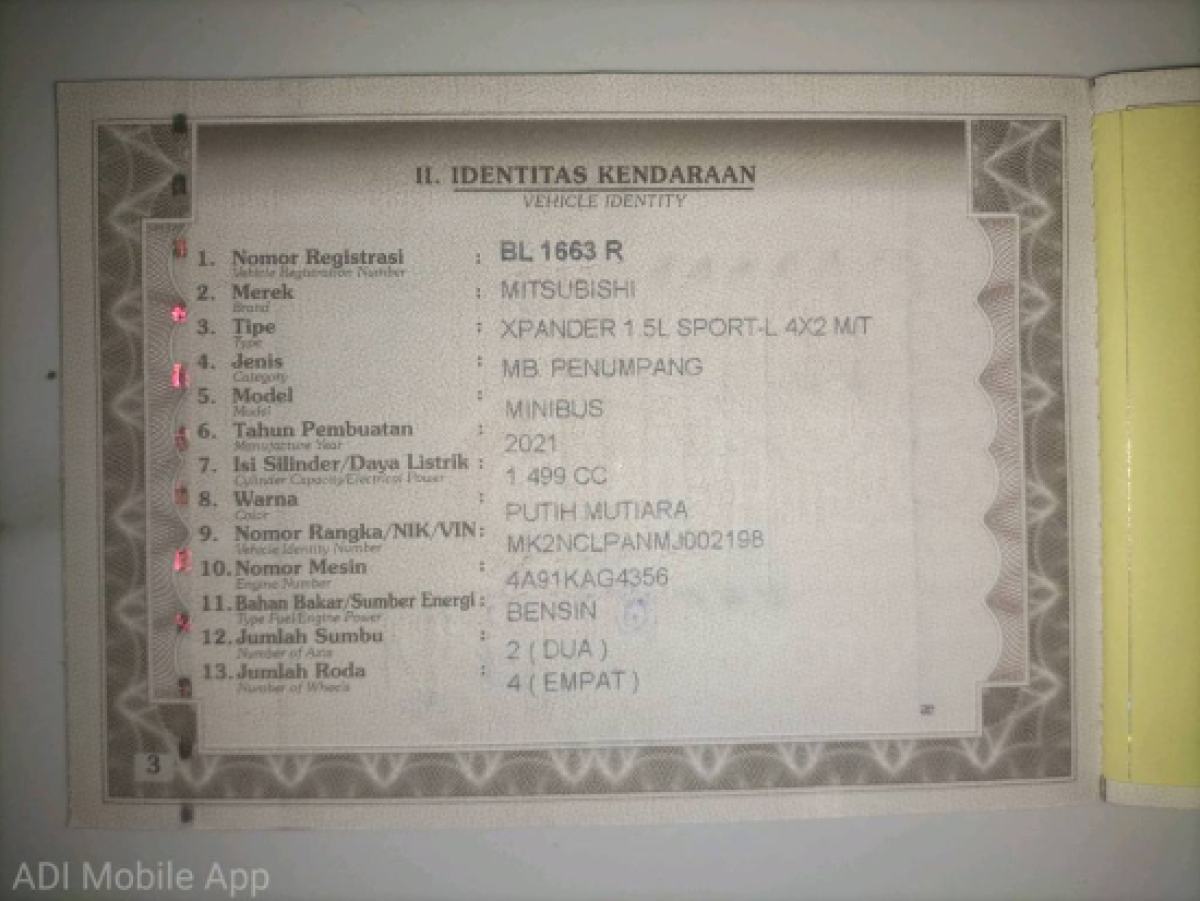 II. IDENTITAS KENDARAAN
VEHICLE IDENTITY
1. Nomor Registrasi : BL 1663 R
Vehicle Registration Number
2. Merek : MITSUBISHI
Brand
3. Tipe : XPANDER 1.5L SPORT-L 4X2 M/T
Type
4. Jenis : MB. PENUMPANG
Category
5. Model : MINIBUS
Model
6. Tahun Pembuatan : 2021
Manufacture Year
7. Isi Silinder/Daya Listrik : 1.499 CC
Cylinder Capacity/Electrical Power
8. Warna : PUTIH MUTIARA
Color
9. Nomor Rangka/NIK/VIN : MK2NCLPANMJ002198
Vehicle Identity Number
10. Nomor Mesin : 4A91KAG4356
Engine Number
11. Bahan Bakar/Sumber Energi : BENSIN
Type Fuel/Engine Power
12. Jumlah Sumbu : 2 ( DUA )
Number of Axis
13. Jumlah Roda : 4 ( EMPAT )
Number of Wheels
æ
3
ADI Mobile App